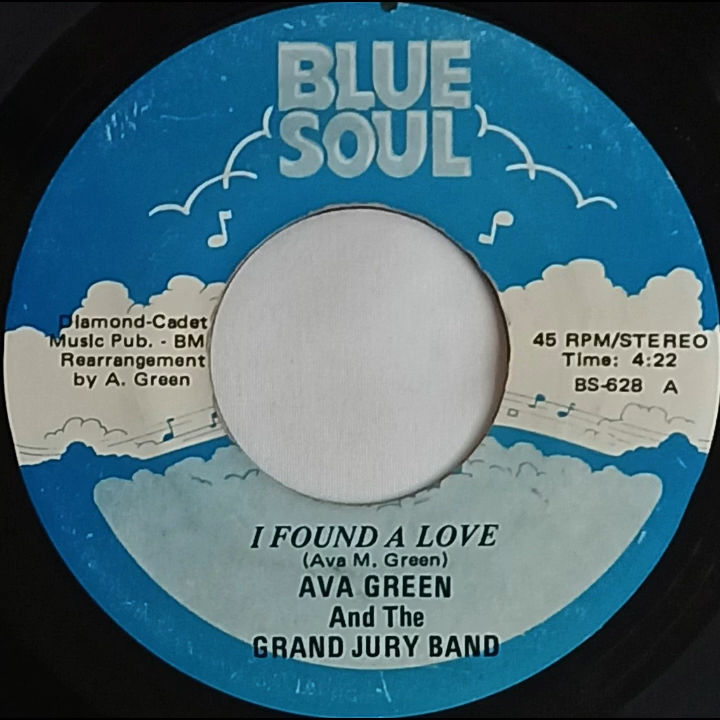 BLUE
SOUL
Diamond-Cadet
Music Pub. - BM
Rearrangement
by A. Green
45 RPM/STEREO
Time: 4:22
BS-628 A
I FOUND A LOVE
(Ava M. Green)
AVA GREEN
And The
GRAND JURY BAND